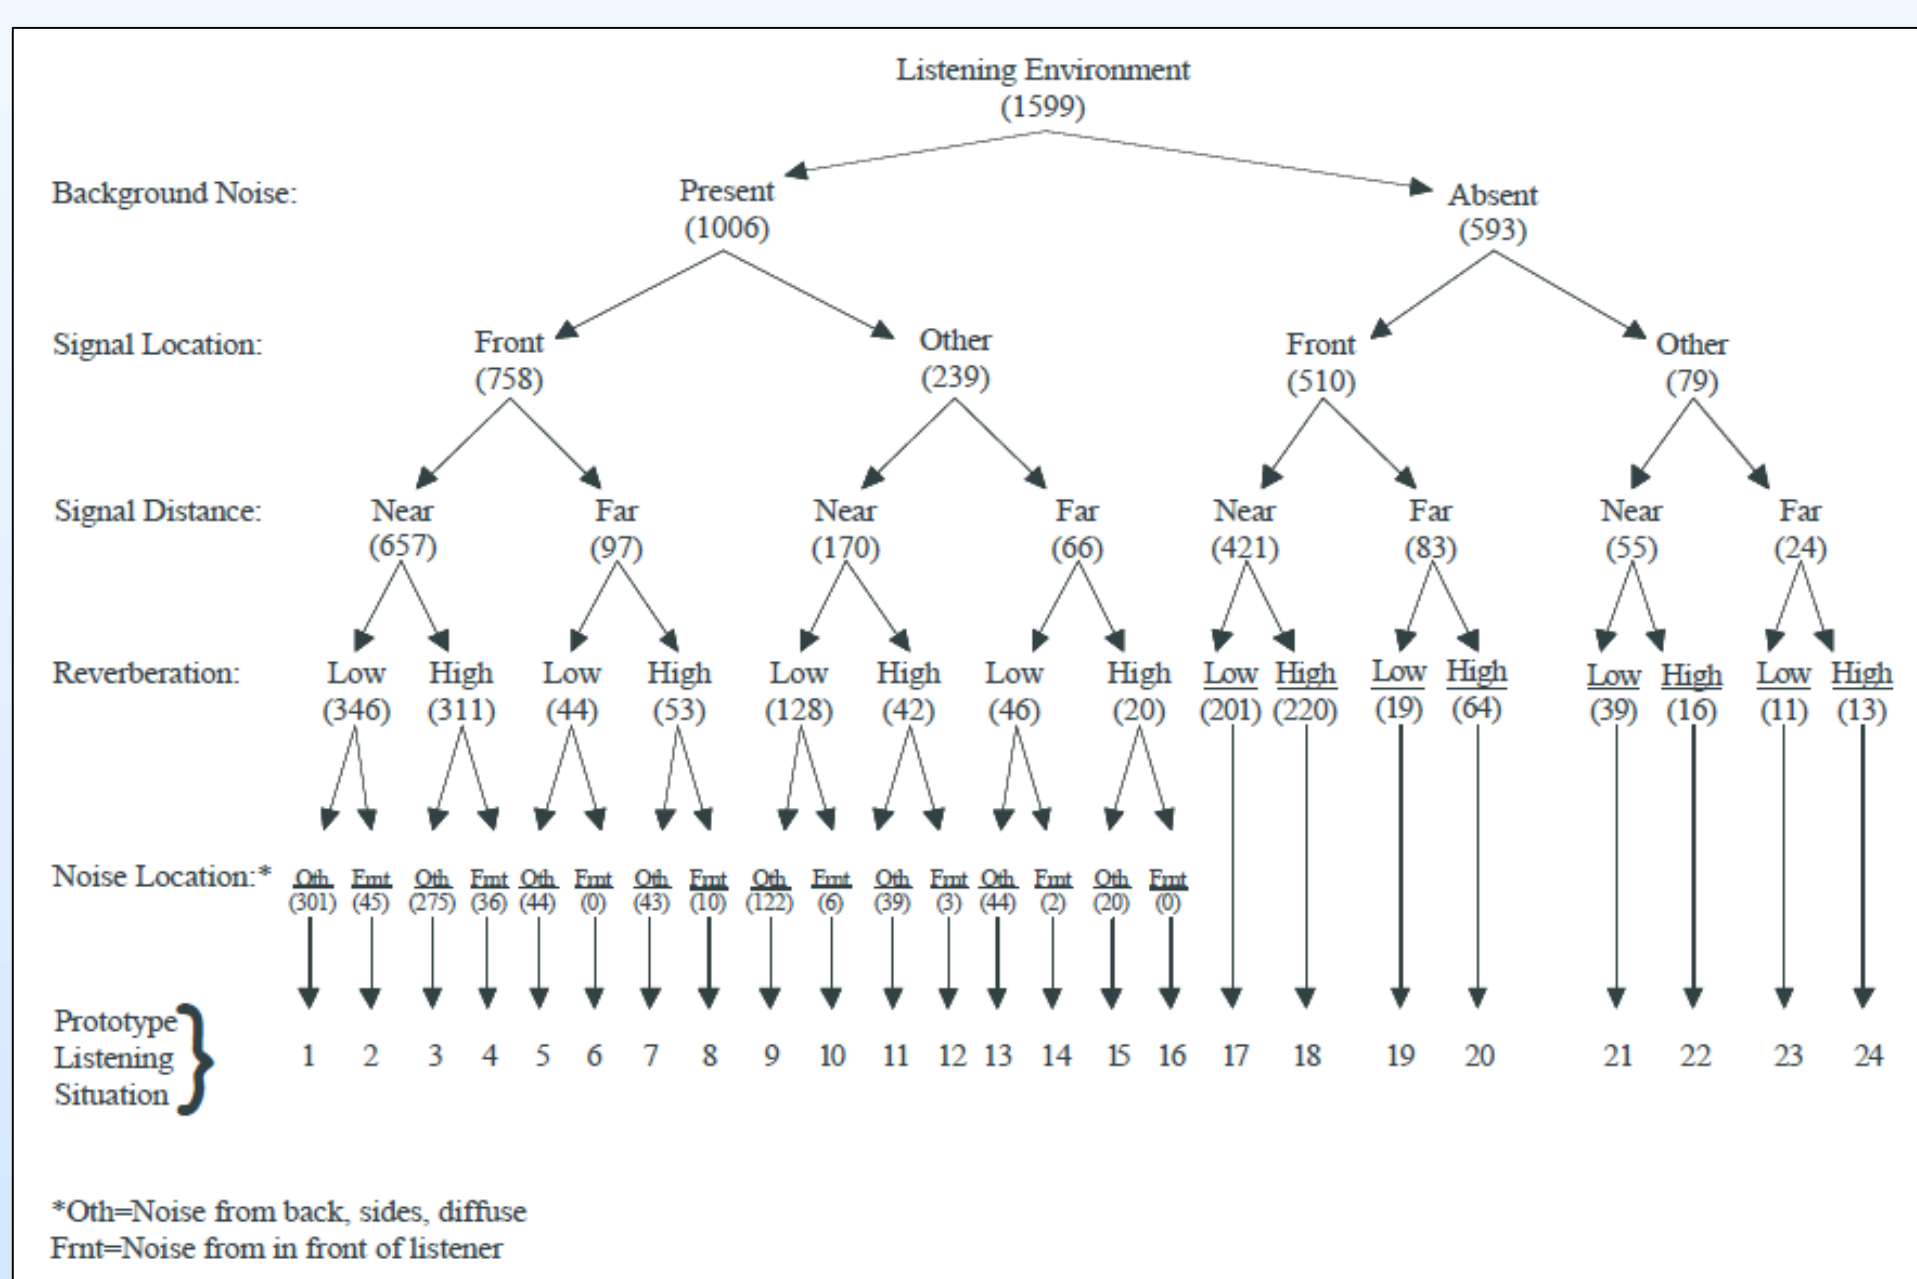 Listening Environment
(1599)
Background Noise: Present Absent
(1006) (593)
Signal Location: Front Other Front Other
(758) (239) (510) (79)
Signal Distance: Near Far Near Far Near Far Near Far
(657) (97) (170) (66) (421) (83) (55) (24)
Reverberation: Low High Low High Low High Low High Low High Low High Low High Low High
(346) (311) (44) (53) (128) (42) (46) (20) (201) (220) (19) (64) (39) (16) (11) (13)
Noise Location:* Oth Frnt Oth Frnt Oth Frnt Oth Frnt Oth Frnt Oth Frnt Oth Frnt Oth Frnt
(301) (45) (275) (36) (44) (0) (43) (10) (122) (6) (39) (3) (44) (2) (20) (0)
Prototype
Listening 1 2 3 4 5 6 7 8 9 10 11 12 13 14 15 16 17 18 19 20 21 22 23 24
Situation
*Oth=Noise from back, sides, diffuse
Frnt=Noise from in front of listener